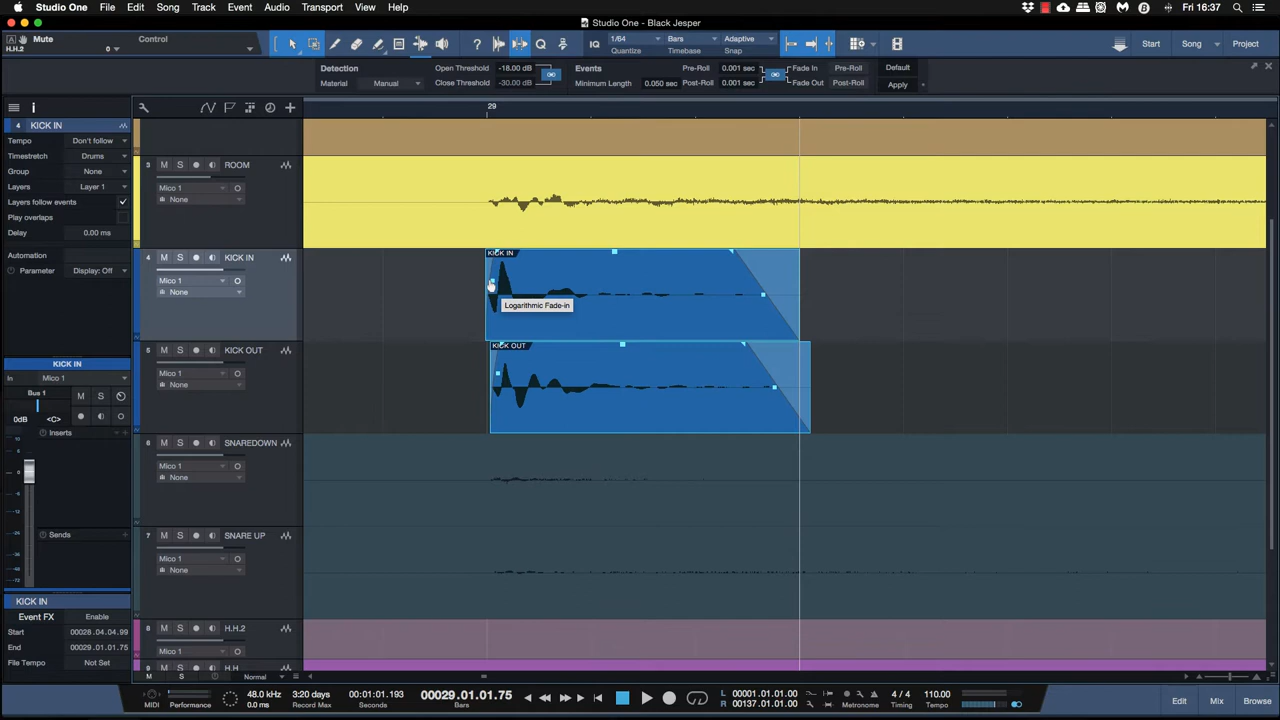 Studio One File Edit Song Track Event Audio Transport View Help Fri 16:37
Studio One - Black Jesper
Mute Control
H.H.2 0
1/64 Bars Adaptive
IQ Quantize Timebase Snap
Start Song Project
Detection Open Threshold -18.00 dB Events Pre-Roll 0.001 sec Fade In Pre-Roll Default
Material Manual Close Threshold -30.00 dB Minimum Length 0.050 sec Post-Roll 0.001 sec Fade Out Post-Roll Apply
29
4 KICK IN
Tempo Don't follow
Timestretch Drums
Group None
Layers Layer 1
Layers follow events
Play overlaps
Delay 0.00 ms
Automation
Parameter Display: Off
KICK IN
In Mico 1
Bus 1
M S
0dB <C>
Inserts
Sends
KICK IN
Event FX Enable
Start 00028.04.04.99
End 00029.01.01.75
File Tempo Not Set
3 M S ROOM
Mico 1
None
4 M S KICK IN
Mico 1
None
5 M S KICK OUT
Mico 1
None
6 M S SNAREDOWN
Mico 1
None
7 M S SNARE UP
Mico 1
None
8 M S H.H.2
Mico 1
9 M S H.H
M S Normal
KICK IN
Logarithmic Fade-in
KICK OUT
MIDI Performance
48.0 kHz
0.0 ms
3:20 days
Record Max
00:01:01.193
Seconds
00029.01.01.75
Bars
L 00001.01.01.00
R 00137.01.01.00
Metronome
4 / 4
Timing
110.00
Tempo
Edit Mix Browse